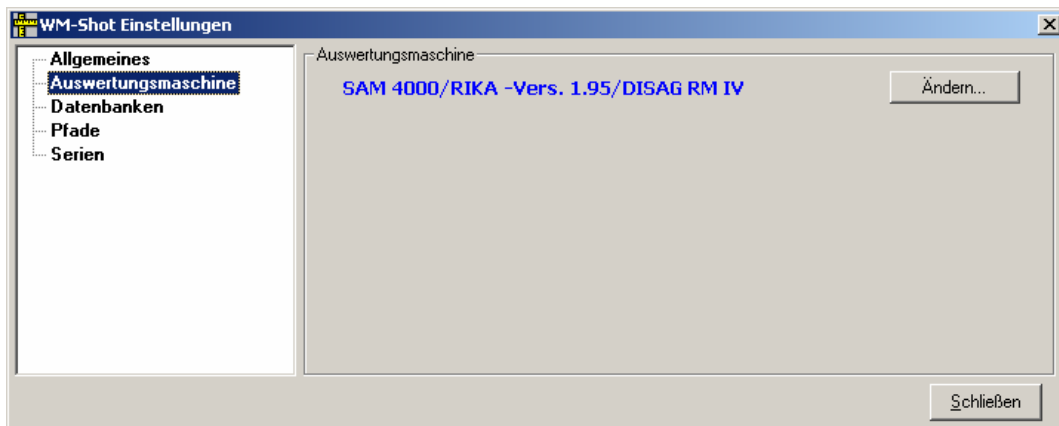 WM-Shot Einstellungen
Allgemeines
Auswertungsmaschine
Datenbanken
Pfade
Serien
Auswertungsmaschine
SAM 4000/RIKA -Vers. 1.95/DISAG RM IV
Ändern...
Schließen